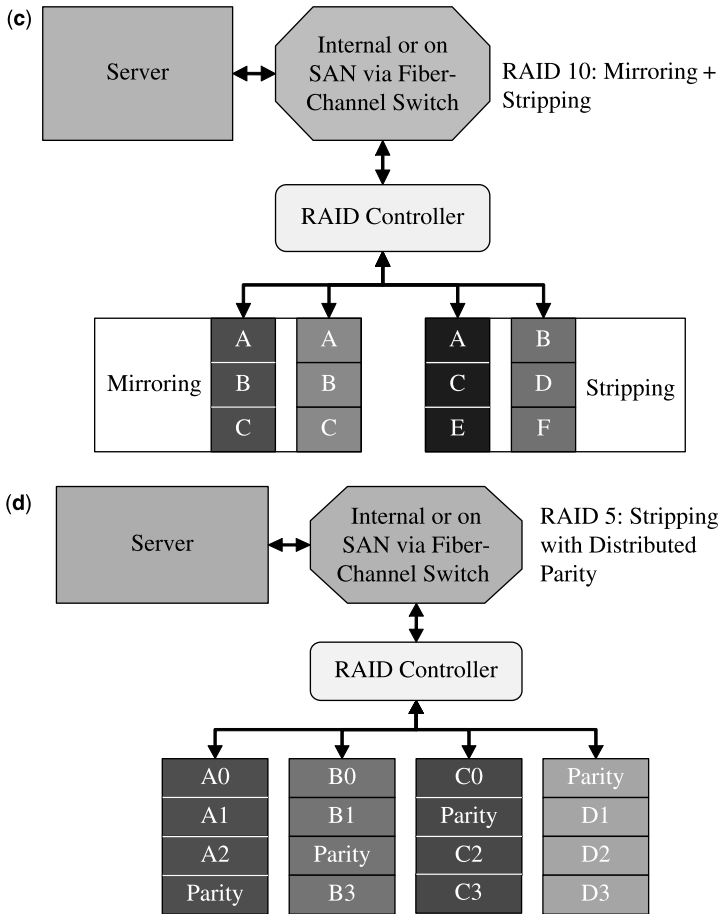 (c)
Server
Internal or on
SAN via Fiber-
Channel Switch
RAID 10: Mirroring +
Stripping
RAID Controller
Mirroring
A
B
C
A
B
C
A
C
E
B
D
F
Stripping
(d)
Server
Internal or on
SAN via Fiber-
Channel Switch
RAID 5: Stripping
with Distributed
Parity
RAID Controller
A0
A1
A2
Parity
B0
B1
Parity
B3
C0
Parity
C2
C3
Parity
D1
D2
D3